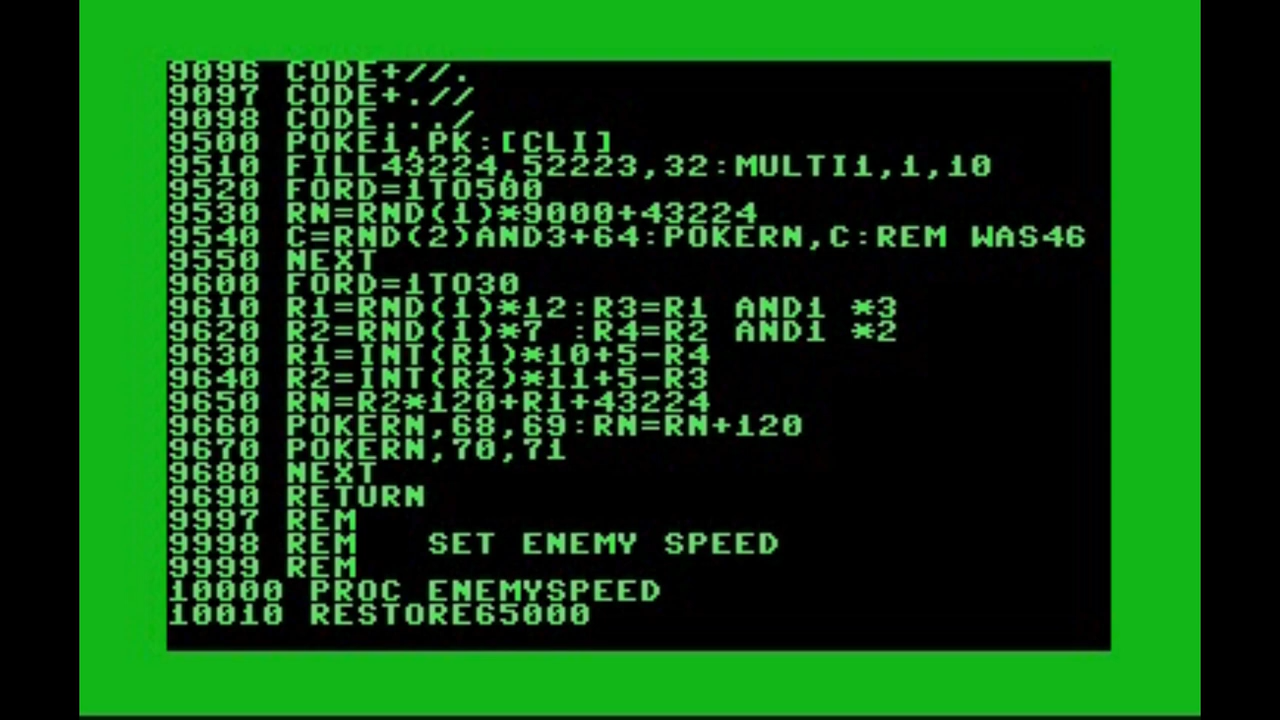 9096 CODE+//.
9097 CODE+.//
9098 CODE.../
9500 POKE1,PK:[CLI]
9510 FILL43224,52223,32:MULTI1,1,10
9520 FORD=1TO500
9530 RN=RND(1)*9000+43224
9540 C=RND(2)AND3+64:POKERN,C:REM WAS46
9550 NEXT
9600 FORD=1TO30
9610 R1=RND(1)*12:R3=R1 AND1 *3
9620 R2=RND(1)*7 :R4=R2 AND1 *2
9630 R1=INT(R1)*10+5-R4
9640 R2=INT(R2)*11+5-R3
9650 RN=R2*120+R1+43224
9660 POKERN,68,69:RN=RN+120
9670 POKERN,70,71
9680 NEXT
9690 RETURN
9997 REM
9998 REM   SET ENEMY SPEED
9999 REM
10000 PROC ENEMYSPEED
10010 RESTORE65000